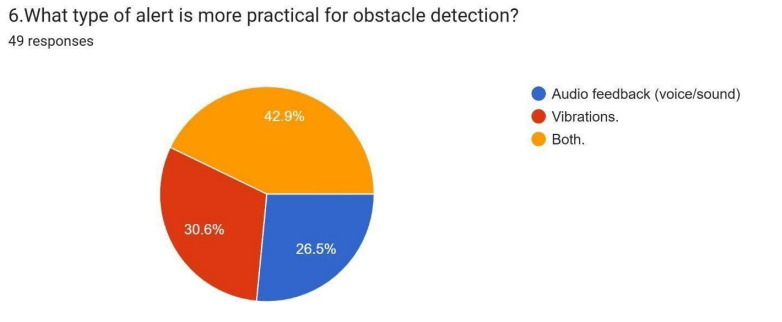 6.What type of alert is more practical for obstacle detection?
49 responses
42.9%
30.6%
26.5%
Audio feedback (voice/sound)
Vibrations.
Both.